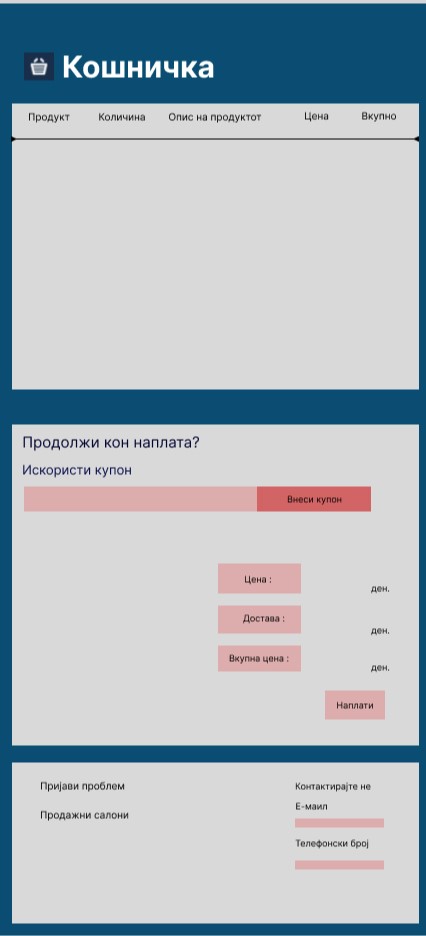 Кошничка
Продукт Количина Опис на продуктот Цена Вкупно
Продолжи кон наплата?
Искористи купон
Внеси купон
Цена :
ден.
Достава :
ден.
Вкупна цена :
ден.
Наплати
Пријави проблем
Продажни салони
Контактирајте не
Е-маил
Телефонски број